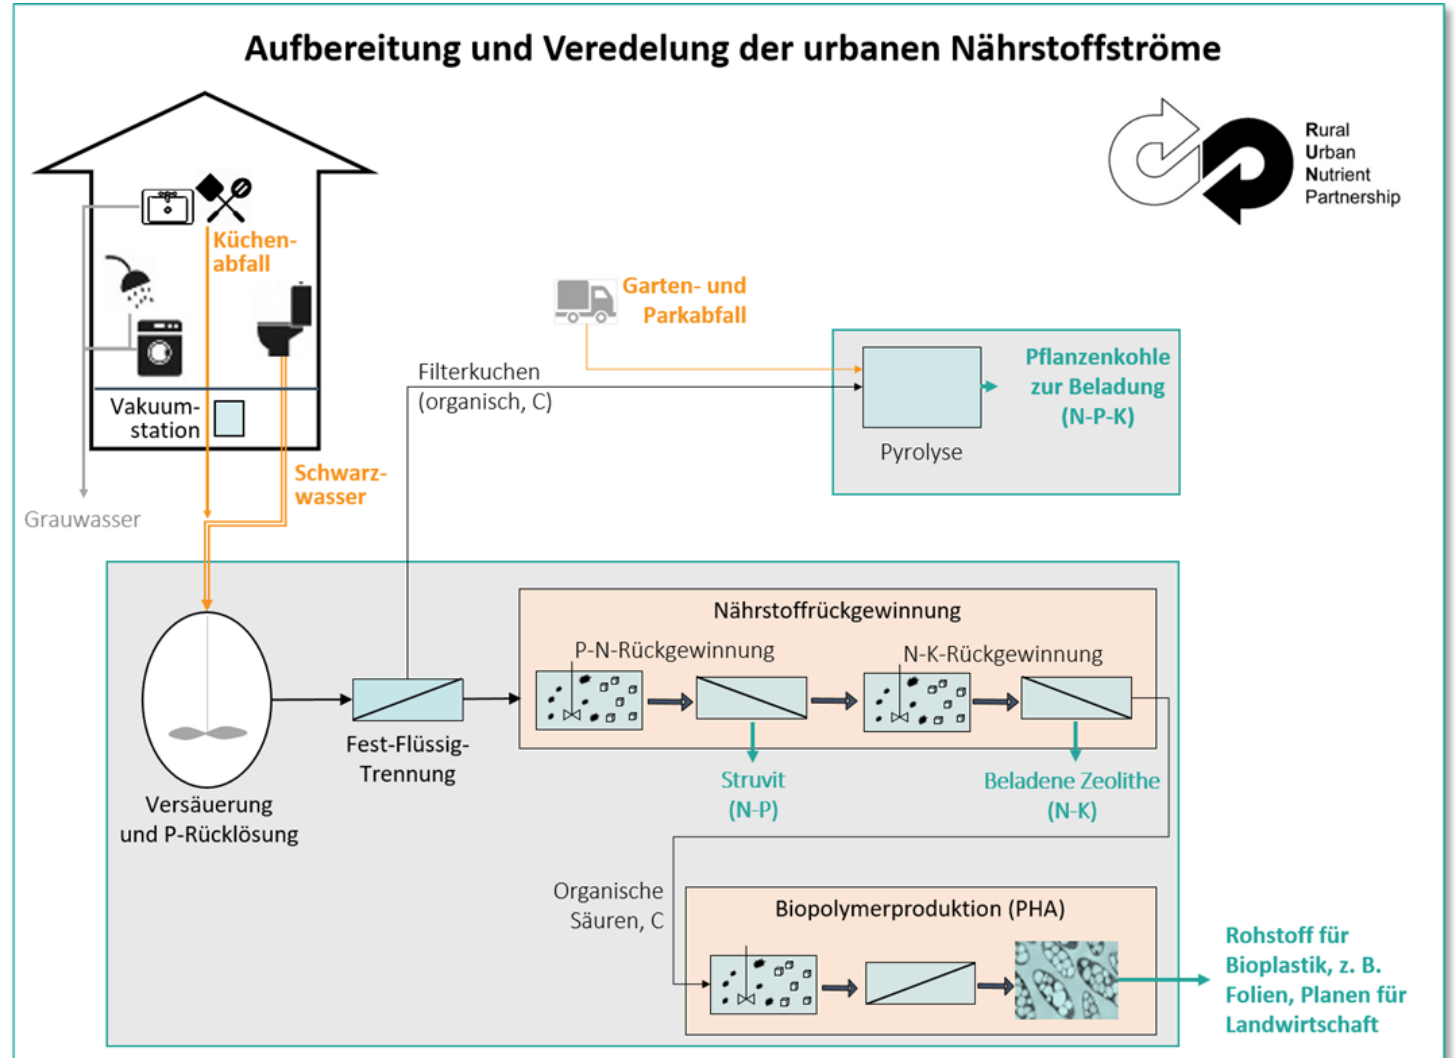 Aufbereitung und Veredelung der urbanen Nährstoffströme
Rural
Urban
Nutrient
Partnership
Küchen-
abfall
Garten- und
Parkabfall
Vakuum-
station
Schwarz-
wasser
Grauwasser
Filterkuchen
(organisch, C)
Pyrolyse
Pflanzenkohle
zur Beladung
(N-P-K)
Nährstoffrückgewinnung
P-N-Rückgewinnung
N-K-Rückgewinnung
Fest-Flüssig-
Trennung
Struvit
(N-P)
Beladene Zeolithe
(N-K)
Versäuerung
und P-Rücklösung
Organische
Säuren, C
Biopolymerproduktion (PHA)
Rohstoff für
Bioplastik, z. B.
Folien, Planen für
Landwirtschaft